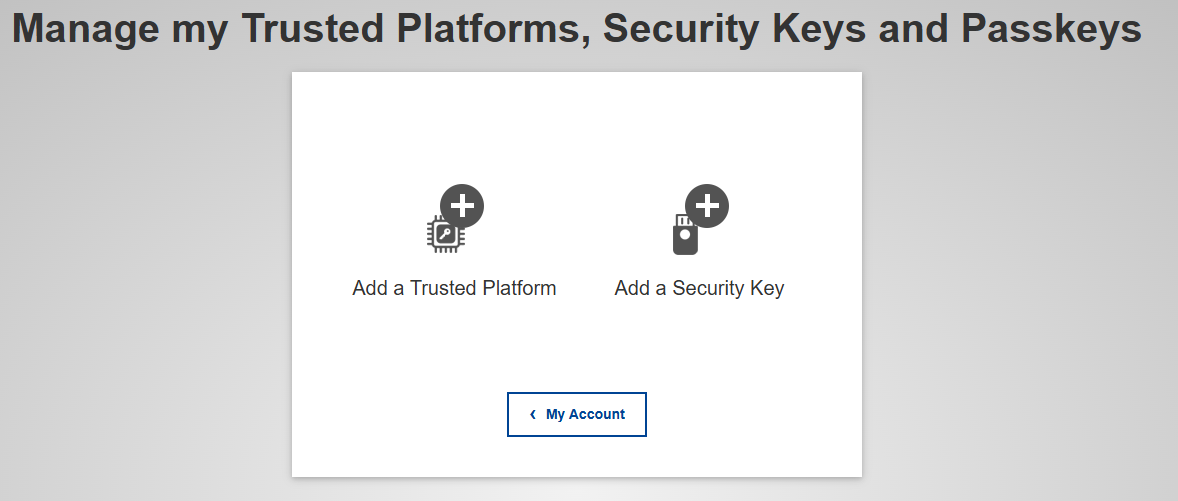 Manage my Trusted Platforms, Security Keys and Passkeys
Add a Trusted Platform
Add a Security Key
‹ My Account